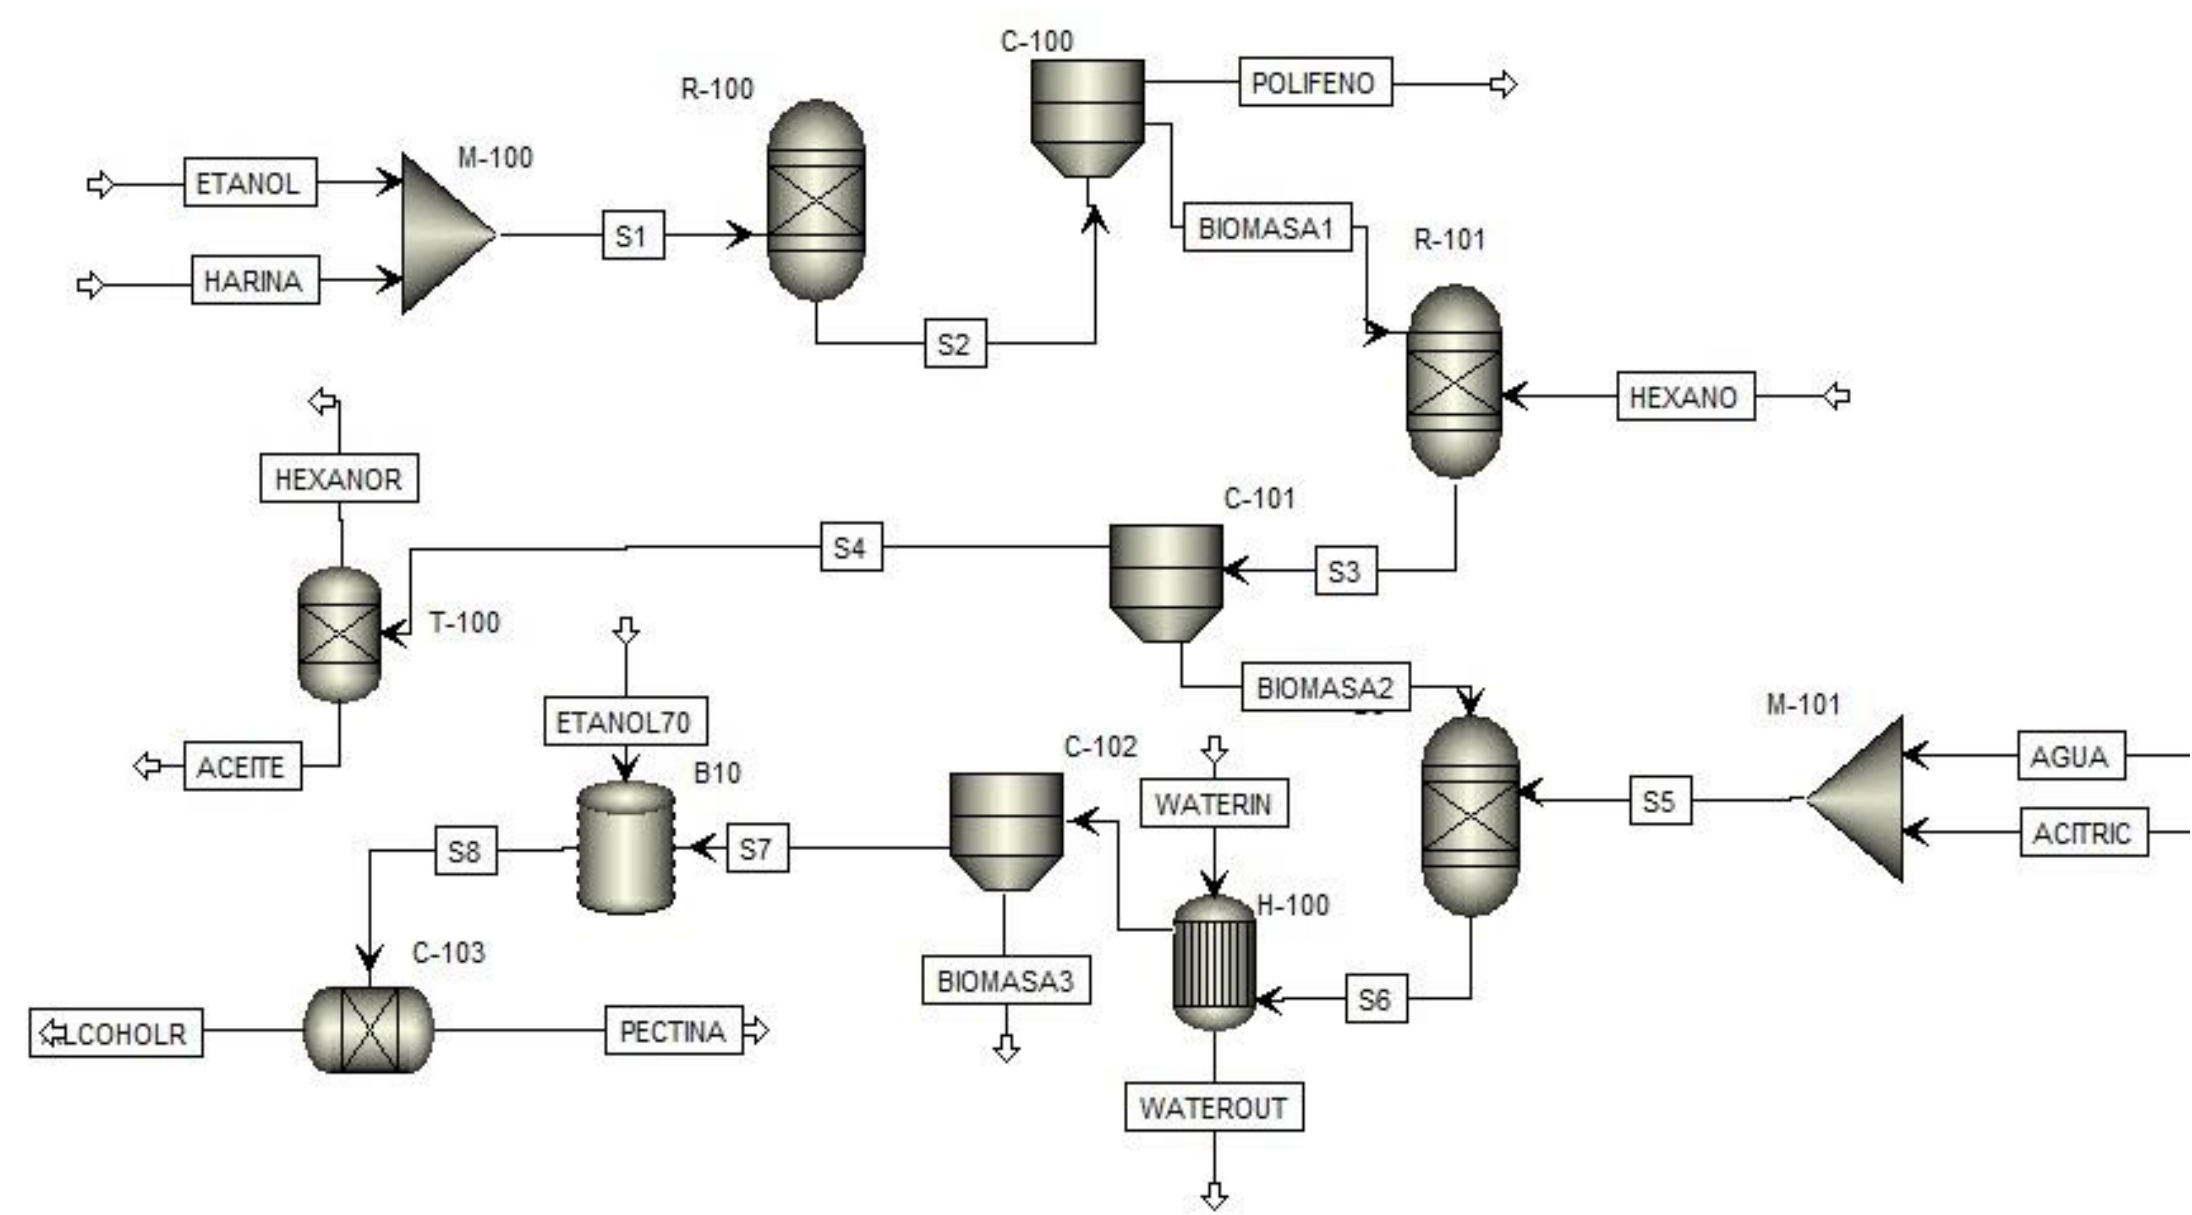 C-100
POLIFENO
R-100
M-100
ETANOL
S1
BIOMASA1
R-101
HARINA
S2
HEXANO
HEXANOR
C-101
S4
S3
T-100
BIOMASA2
M-101
ETANOL70
C-102
AGUA
ACEITE
B10
WATERIN
S5
ACITRIC
S8
S7
H-100
C-103
BIOMASA3
S6
LCOHOLR
PECTINA
WATEROUT